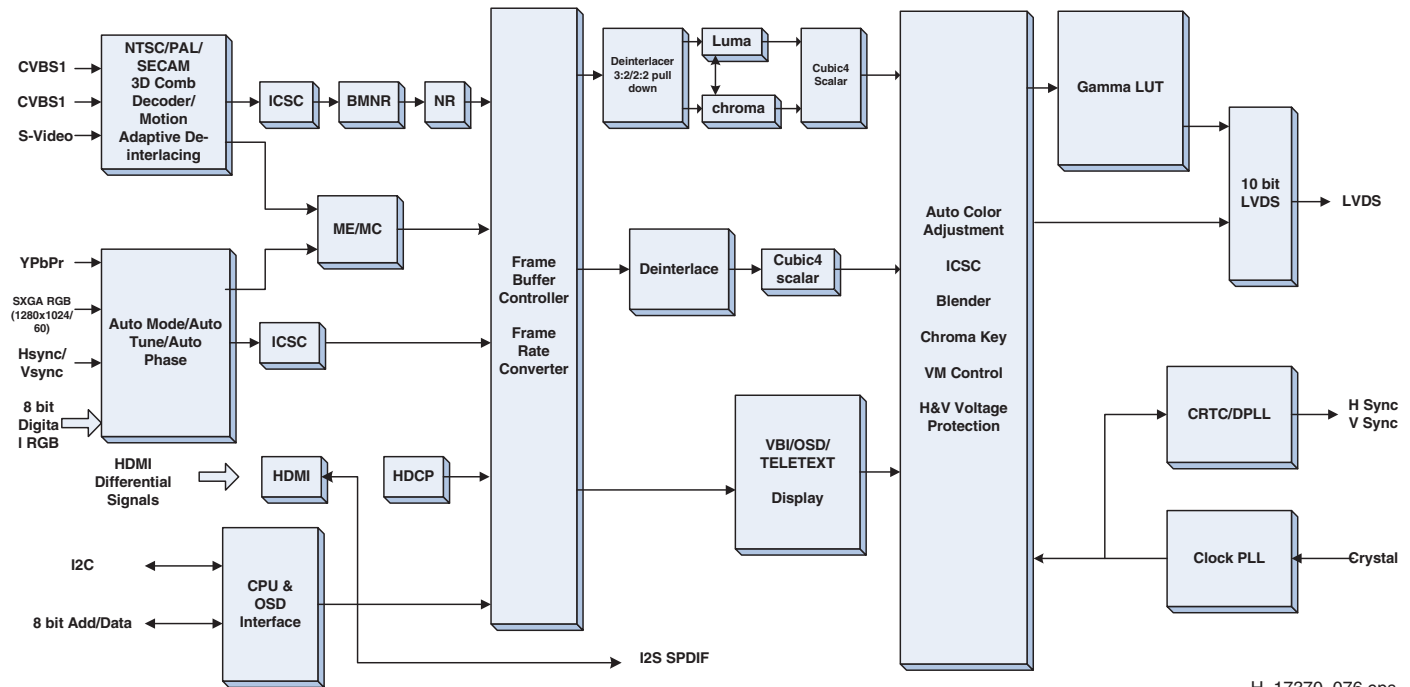 CVBS1
CVBS1
S-Video
NTSC/PAL/
SECAM
3D Comb
Decoder/
Motion
Adaptive De-
interlacing
ICSC
BMNR
NR
ME/MC
YPbPr
SXGA RGB
(1280x1024/
60)
Hsync/
Vsync
8 bit
Digita
l RGB
Auto Mode/Auto
Tune/Auto
Phase
ICSC
HDMI
Differential
Signals
HDMI
HDCP
I2C
8 bit Add/Data
CPU &
OSD
Interface
I2S SPDIF
Frame
Buffer
Controller
Frame
Rate
Converter
Deinterlacer
3:2/2:2 pull
down
Luma
chroma
Cubic4
Scalar
Deinterlace
Cubic4
scalar
VBI/OSD/
TELETEXT
Display
Auto Color
Adjustment
ICSC
Blender
Chroma Key
VM Control
H&V Voltage
Protection
Gamma LUT
10 bit
LVDS
LVDS
CRTC/DPLL
H Sync
V Sync
Clock PLL
Crystal